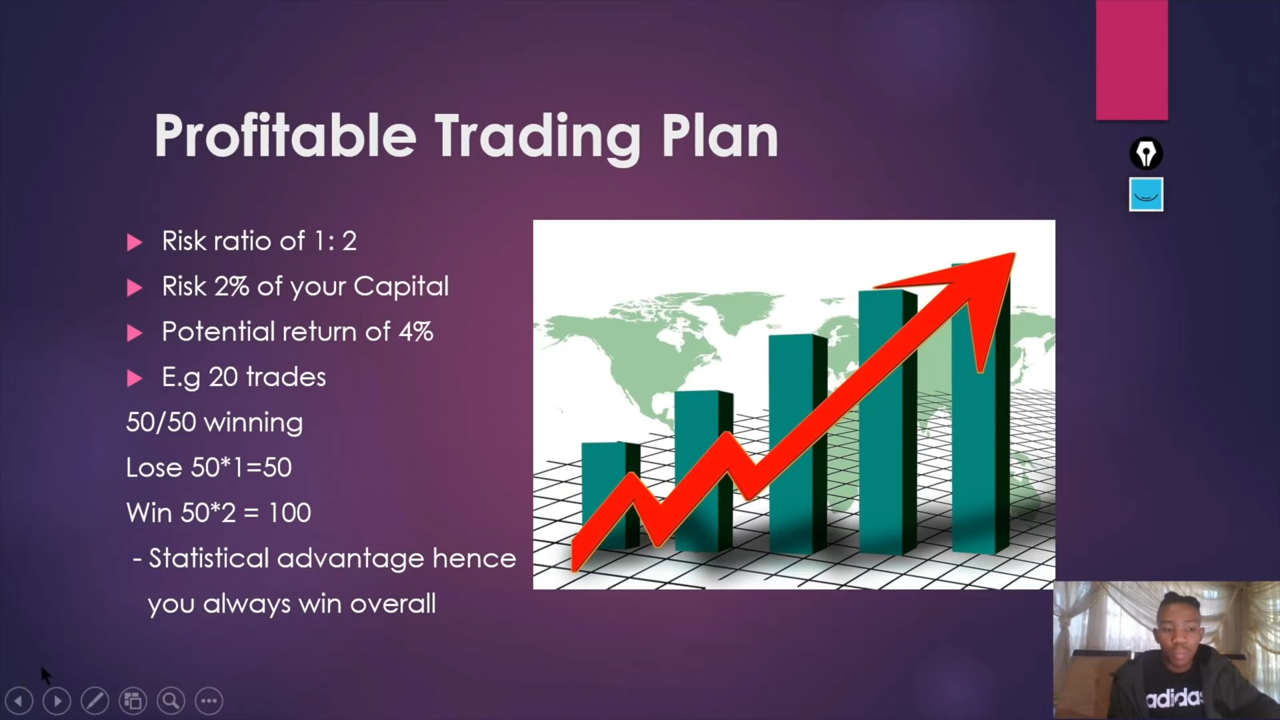 Profitable Trading Plan
Risk ratio of 1: 2
Risk 2% of your Capital
Potential return of 4%
E.g 20 trades
50/50 winning
Lose 50*1=50
Win 50*2 = 100
- Statistical advantage hence
you always win overall
adidas